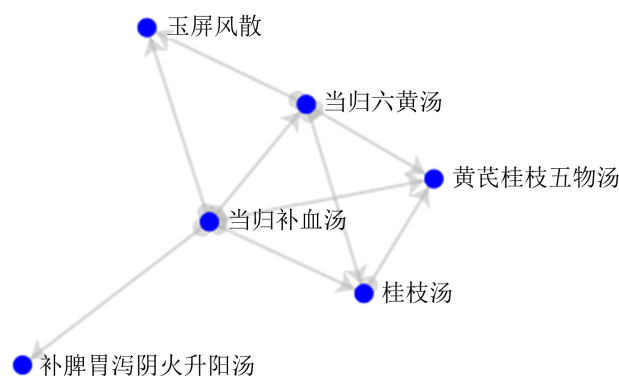 玉屏风散
当归六黄汤
黄芪桂枝五物汤
当归补血汤
桂枝汤
补脾胃泻阴火升阳汤